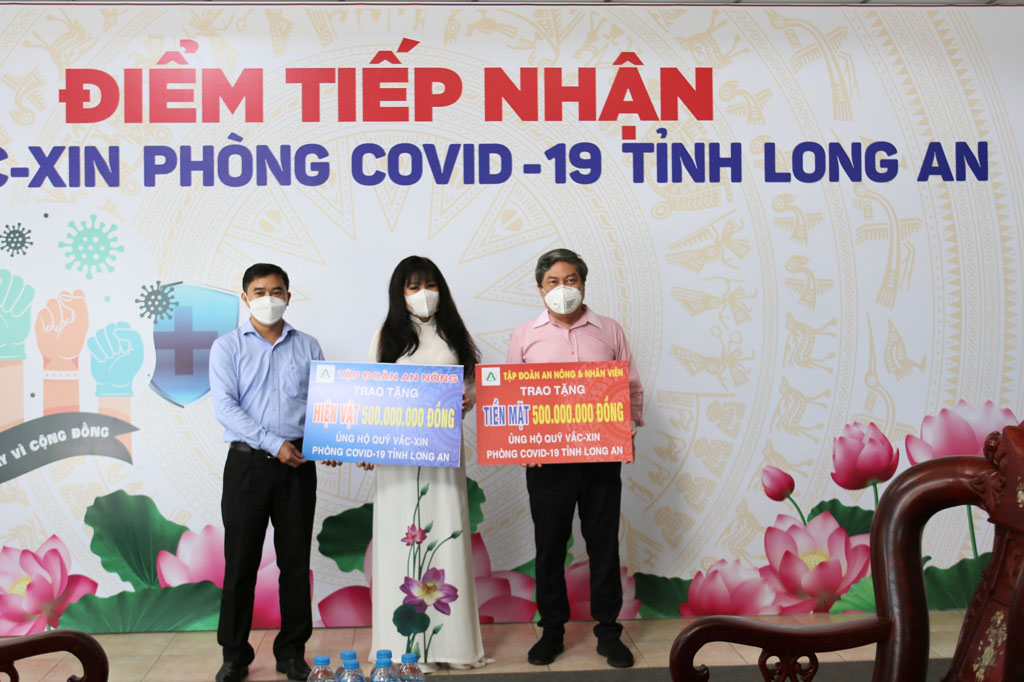 ĐIỂM TIẾP NHẬN
C-XIN PHÒNG COVID-19 TỈNH LONG AN
AY VÌ CỘNG ĐỒNG
TẬP ĐOÀN AN NÔNG
TRAO TẶNG
HIỆN VẬT 500.000.000 ĐỒNG
ỦNG HỘ QUỸ VẮC-XIN
PHÒNG COVID-19 TỈNH LONG AN
TẬP ĐOÀN AN NÔNG & NHÂN VIÊN
TRAO TẶNG
TIỀN MẶT 500.000.000 ĐỒNG
ỦNG HỘ QUỸ VẮC-XIN
PHÒNG COVID-19 TỈNH LONG AN